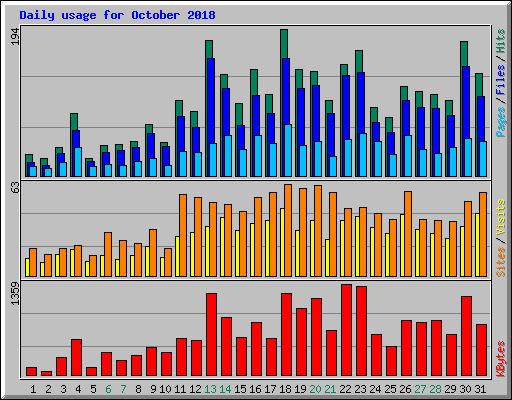 Daily usage for October 2018
194
Pages / Files / Hits
63
Sites / Visits
1359
KBytes
1 2 3 4 5 6 7 8 9 10 11 12 13 14 15 16 17 18 19 20 21 22 23 24 25 26 27 28 29 30 31